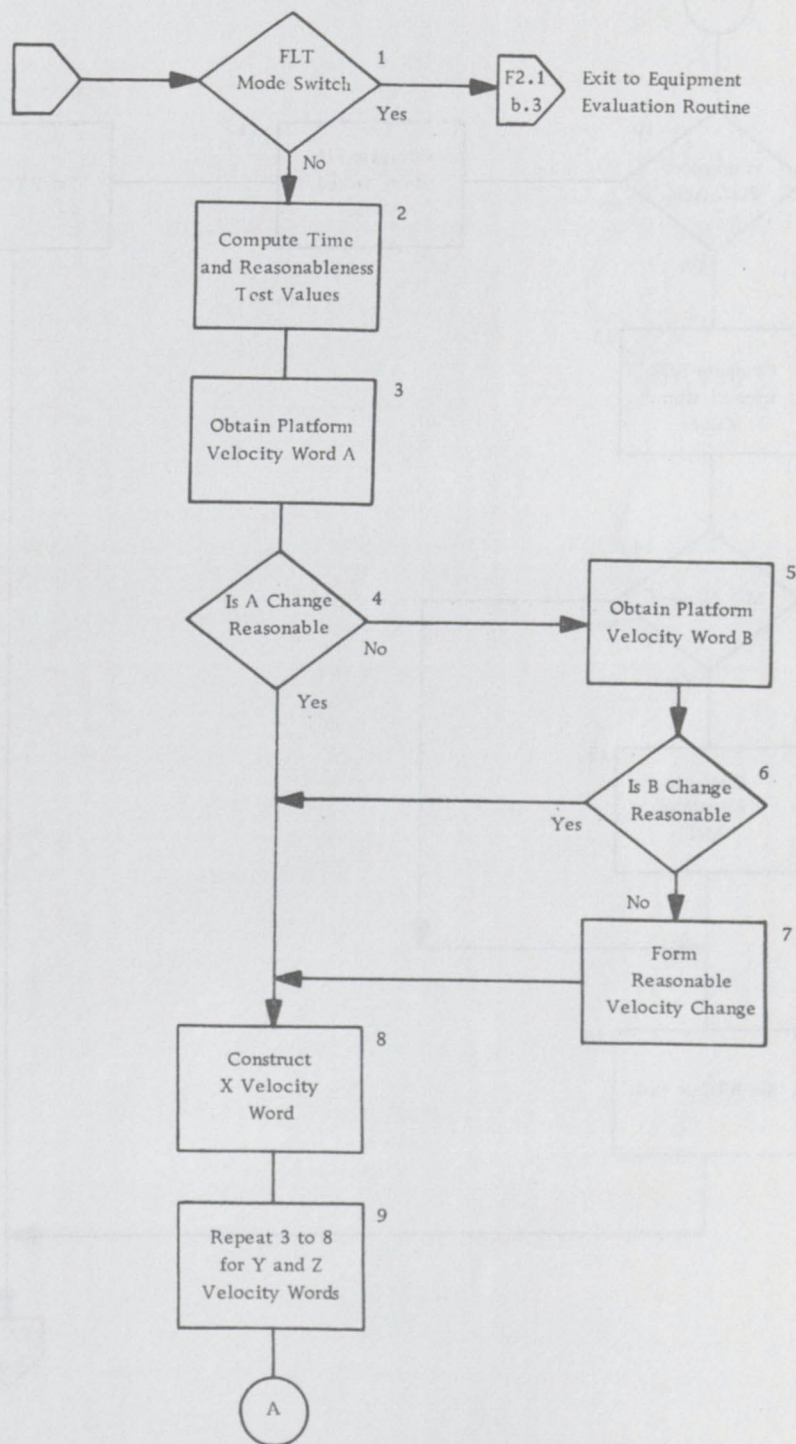 FLT
Mode Switch
1
Yes
F2.1
b.3
Exit to Equipment
Evaluation Routine
No
2
Compute Time
and Reasonableness
Test Values
3
Obtain Platform
Velocity Word A
Is A Change
Reasonable
4
No
Yes
5
Obtain Platform
Velocity Word B
6
Is B Change
Reasonable
Yes
No
7
Form
Reasonable
Velocity Change
8
Construct
X Velocity
Word
9
Repeat 3 to 8
for Y and Z
Velocity Words
A